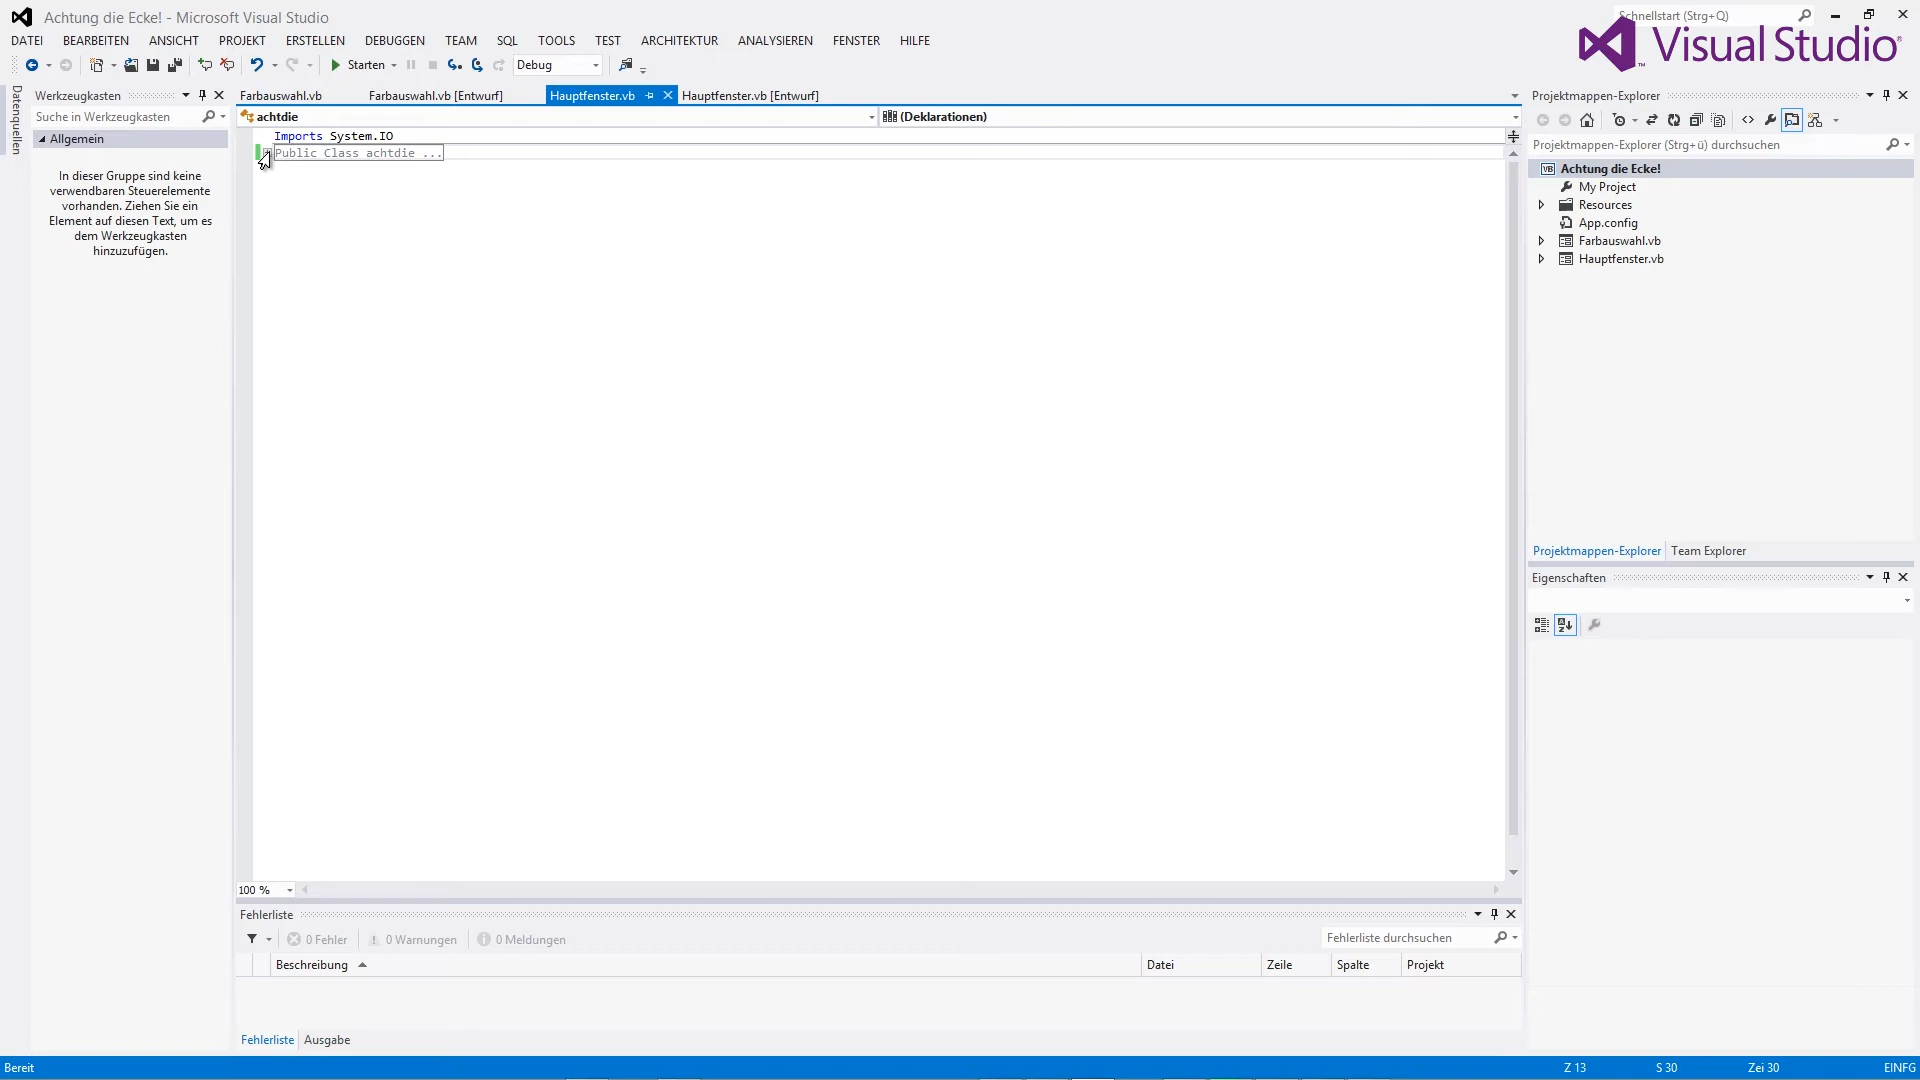 Achtung die Ecke! - Microsoft Visual Studio
Schnellstart (Strg+Q)
DATEI BEARBEITEN ANSICHT PROJEKT ERSTELLEN DEBUGGEN TEAM SQL TOOLS TEST ARCHITEKTUR ANALYSIEREN FENSTER HILFE
Visual Studio
Starten
Debug
Datenquellen
Werkzeugkasten
Suche in Werkzeugkasten
Allgemein
In dieser Gruppe sind keine
verwendbaren Steuerelemente
vorhanden. Ziehen Sie ein
Element auf diesen Text, um es
dem Werkzeugkasten
hinzuzufügen.
Farbauswahl.vb Farbauswahl.vb [Entwurf] Hauptfenster.vb Hauptfenster.vb [Entwurf]
achtdie (Deklarationen)
Imports System.IO
Public Class achtdie ...
100 %
Projektmappen-Explorer
Projektmappen-Explorer (Strg+ü) durchsuchen
Achtung die Ecke!
My Project
Resources
App.config
Farbauswahl.vb
Hauptfenster.vb
Projektmappen-Explorer Team Explorer
Eigenschaften
Fehlerliste
0 Fehler 0 Warnungen 0 Meldungen
Fehlerliste durchsuchen
Beschreibung Datei Zeile Spalte Projekt
Fehlerliste Ausgabe
Bereit Z 13 S 30 Zei 30 EINFG